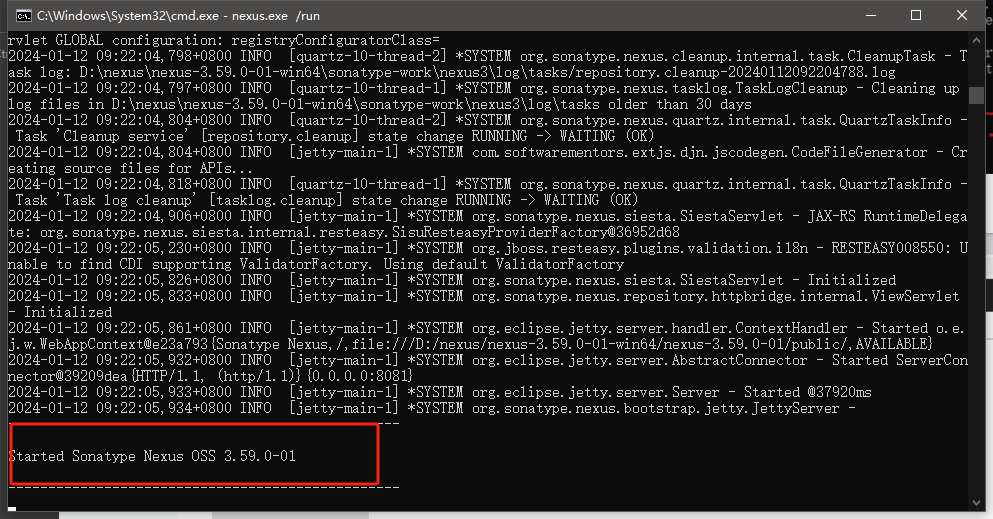 C:\Windows\System32\cmd.exe - nexus.exe /run
rvlet GLOBAL configuration: registryConfiguratorClass=
2024-01-12 09:22:04,798+0800 INFO  [quartz-10-thread-2] *SYSTEM org.sonatype.nexus.cleanup.internal.task.CleanupTask - T
ask log: D:\nexus\nexus-3.59.0-01-win64\sonatype-work\nexus3\log\tasks/repository.cleanup-20240112092204788.log
2024-01-12 09:22:04,797+0800 INFO  [quartz-10-thread-1] *SYSTEM org.sonatype.nexus.tasklog.TaskLogCleanup - Cleaning up
log files in D:\nexus\nexus-3.59.0-01-win64\sonatype-work\nexus3\log\tasks older than 30 days
2024-01-12 09:22:04,804+0800 INFO  [quartz-10-thread-2] *SYSTEM org.sonatype.nexus.quartz.internal.task.QuartzTaskInfo -
Task 'Cleanup service' [repository.cleanup] state change RUNNING -> WAITING (OK)
2024-01-12 09:22:04,804+0800 INFO  [jetty-main-1] *SYSTEM com.softwarementors.extjs.djn.jscodegen.CodeFileGenerator - Cr
eating source files for APIs...
2024-01-12 09:22:04,818+0800 INFO  [quartz-10-thread-1] *SYSTEM org.sonatype.nexus.quartz.internal.task.QuartzTaskInfo -
Task 'Task log cleanup' [tasklog.cleanup] state change RUNNING -> WAITING (OK)
2024-01-12 09:22:04,906+0800 INFO  [jetty-main-1] *SYSTEM org.sonatype.nexus.siesta.SiestaServlet - JAX-RS RuntimeDelega
te: org.sonatype.nexus.siesta.internal.resteasy.SisuResteasyProviderFactory@36952d68
2024-01-12 09:22:05,230+0800 INFO  [jetty-main-1] *SYSTEM org.jboss.resteasy.plugins.validation.i18n - RESTEASY008550: U
nable to find CDI supporting ValidatorFactory. Using default ValidatorFactory
2024-01-12 09:22:05,826+0800 INFO  [jetty-main-1] *SYSTEM org.sonatype.nexus.siesta.SiestaServlet - Initialized
2024-01-12 09:22:05,833+0800 INFO  [jetty-main-1] *SYSTEM org.sonatype.nexus.repository.httpbridge.internal.ViewServlet
- Initialized
2024-01-12 09:22:05,861+0800 INFO  [jetty-main-1] *SYSTEM org.eclipse.jetty.server.handler.ContextHandler - Started o.e.
j.w.WebAppContext@e23a793{Sonatype Nexus,/,file:///D:/nexus/nexus-3.59.0-01-win64/nexus-3.59.0-01/public/,AVAILABLE}
2024-01-12 09:22:05,932+0800 INFO  [jetty-main-1] *SYSTEM org.eclipse.jetty.server.AbstractConnector - Started ServerCon
nector@39209dea{HTTP/1.1, (http/1.1)}{0.0.0.0:8081}
2024-01-12 09:22:05,933+0800 INFO  [jetty-main-1] *SYSTEM org.eclipse.jetty.server.Server - Started @37920ms
2024-01-12 09:22:05,934+0800 INFO  [jetty-main-1] *SYSTEM org.sonatype.nexus.bootstrap.jetty.JettyServer -
-------------------------------------------------
Started Sonatype Nexus OSS 3.59.0-01
-------------------------------------------------